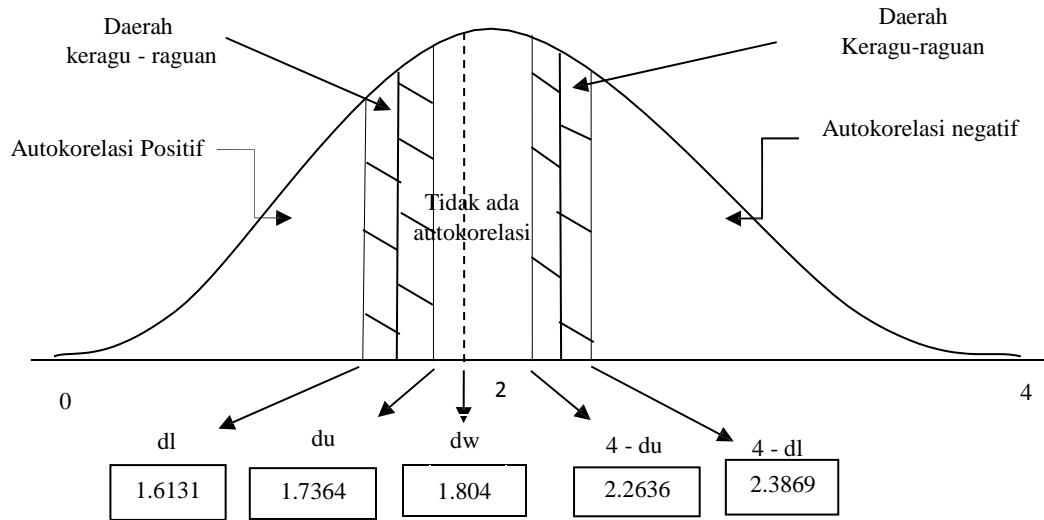 Daerah
keragu - raguan
Daerah
Keragu-raguan
Autokorelasi Positif
Autokorelasi negatif
Tidak ada
autokorelasi
0
2
4
dl
du
dw
4 - du
4 - dl
1.6131
1.7364
1.804
2.2636
2.3869